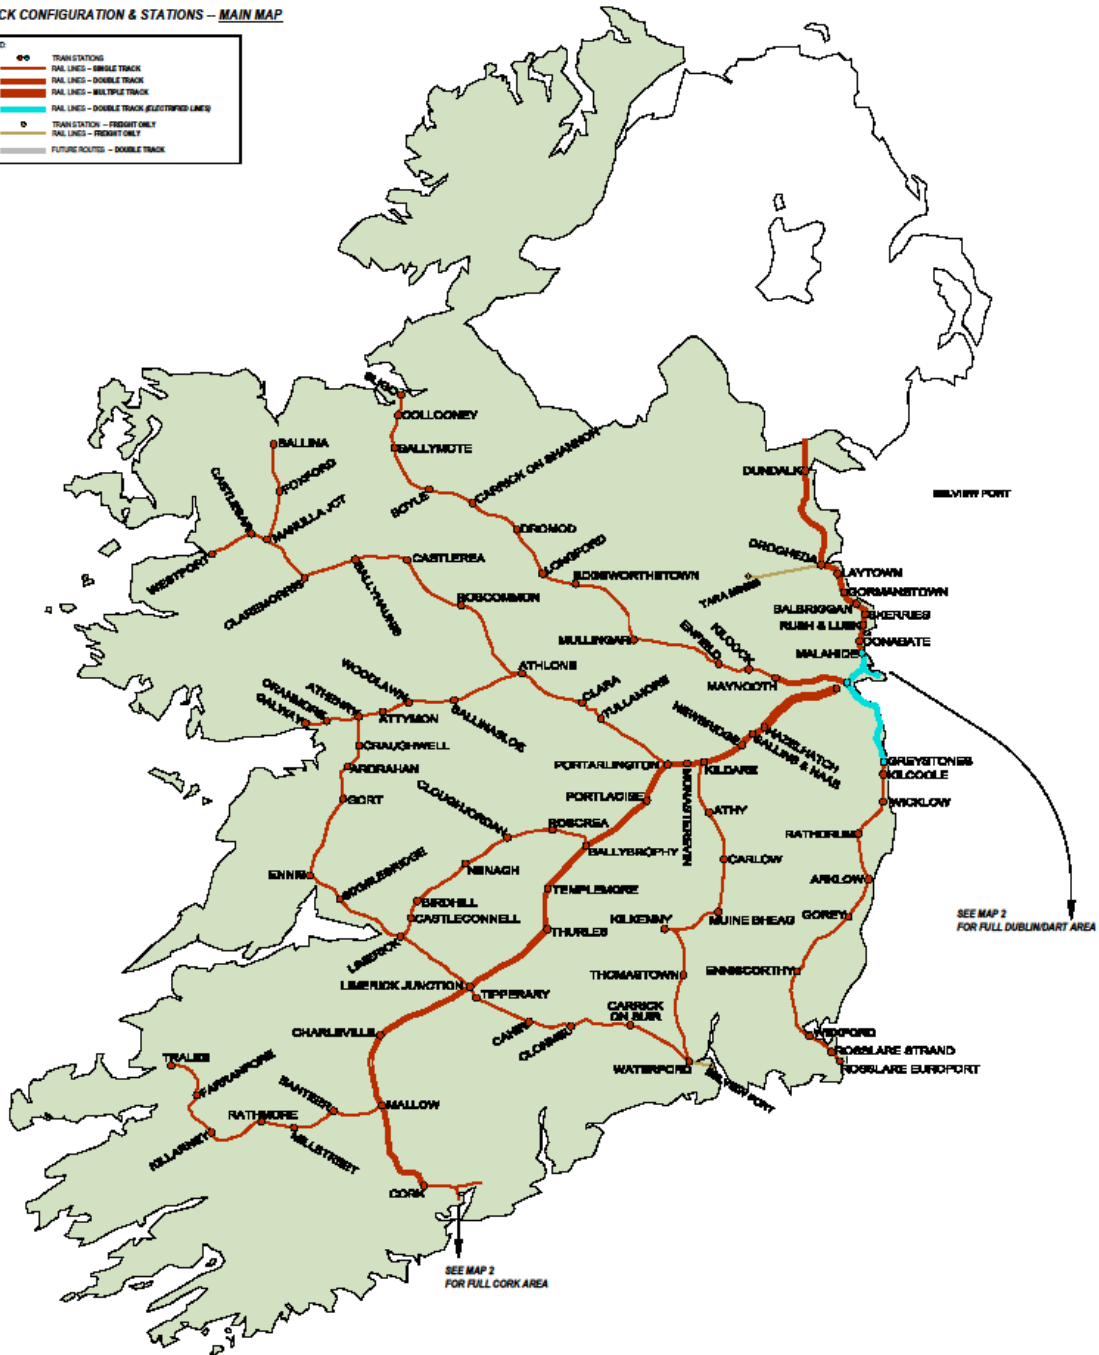 CK CONFIGURATION & STATIONS – MAIN MAP
D:
TRAIN STATIONS
RAIL LINES – SINGLE TRACK
RAIL LINES – DOUBLE TRACK
RAIL LINES – MULTIPLE TRACK
RAIL LINES – DOUBLE TRACK (ELECTRIFIED LINES)
TRAIN STATION – FREIGHT ONLY
RAIL LINES – FREIGHT ONLY
FUTURE ROUTES – DOUBLE TRACK
SLIGO
COLLOONEY
BALLINA
BALLYMOTE
CARRICK ON SHANNON
DUNDALK
FOXFORD
BELVIEW PORT
CASTLEBAR
BOYLE
MANULLA JCT
DROMOD
WESTPORT
CASTLEREA
LONGFORD
DROGHEDA
LAYTOWN
CLAREMORRIS
BALLYHAUNIS
EDGEWORTHSTOWN
TARA MINES
GORMANSTOWN
ROSCOMMON
BALBRIGGAN
SKERRIES
RUSH & LUSK
MULLINGAR
ENFIELD
KILCOCK
DONABATE
MALAHIDE
ATHLONE
MAYNOOTH
WOODLAWN
CLARA
ATHENRY
ORANMORE
GALWAY
ATTYMON
BALLINASLOE
TULLAMORE
NEWBRIDGE
HAZELHATCH
SALLINS & NAAS
CRAUGHWELL
ARDRAHAN
PORTARLINGTON
MONASTEREVIN
KILDARE
GREYSTONES
KILCOOLE
GORT
CLOUGHJORDAN
PORTLAOISE
WICKLOW
ATHY
ROSCREA
RATHDRUM
BALLYBROPHY
SIXMILEBRIDGE
NENAGH
CARLOW
ENNIS
TEMPLEMORE
ARKLOW
BIRDHILL
CASTLECONNELL
KILKENNY
MUINE BHEAG
GOREY
SEE MAP 2
FOR FULL DUBLIN/DART AREA
LIMERICK
THURLES
THOMASTOWN
ENNISCORTHY
LIMERICK JUNCTION
TIPPERARY
CARRICK
ON SUIR
CHARLEVILLE
CAHIR
CLONMEL
WEXFORD
TRALEE
ROSSLARE STRAND
WATERFORD
ROSSLARE EUROPORT
FARRANFORE
BELVIEW PORT
BANTEER
MALLOW
RATHMORE
KILLARNEY
MILLSTREET
CORK
SEE MAP 2
FOR FULL CORK AREA